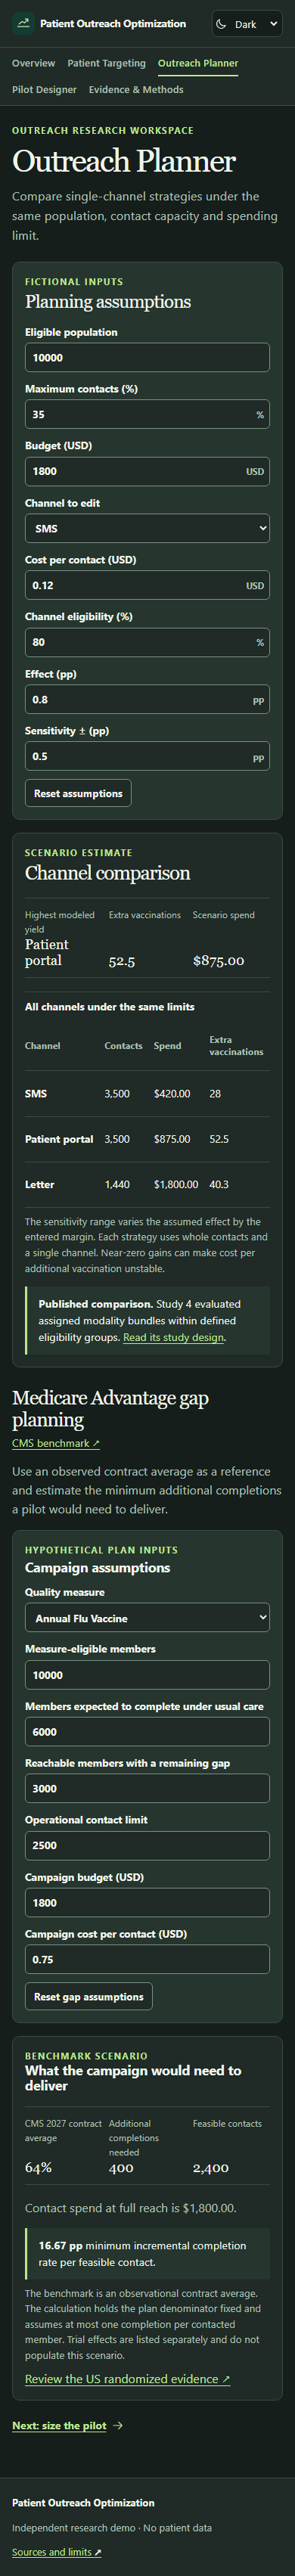 Patient Outreach Optimization
Dark
Overview
Patient Targeting
Outreach Planner
Pilot Designer
Evidence & Methods
OUTREACH RESEARCH WORKSPACE
Outreach Planner
Compare single-channel strategies under the
same population, contact capacity and spending
limit.
FICTIONAL INPUTS
Planning assumptions
Eligible population
10000
Maximum contacts (%)
35 %
Budget (USD)
1800 USD
Channel to edit
SMS
Cost per contact (USD)
0.12 USD
Channel eligibility (%)
80 %
Effect (pp)
0.8 pp
Sensitivity ± (pp)
0.5 pp
Reset assumptions
SCENARIO ESTIMATE
Channel comparison
Highest modeled
yield
Patient
portal
Extra vaccinations
52.5
Scenario spend
$875.00
All channels under the same limits
Channel Contacts Spend Extra
vaccinations
SMS 3,500 $420.00 28
Patient portal 3,500 $875.00 52.5
Letter 1,440 $1,800.00 40.3
The sensitivity range varies the assumed effect by the
entered margin. Each strategy uses whole contacts and
a single channel. Near-zero gains can make cost per
additional vaccination unstable.
Published comparison. Study 4 evaluated
assigned modality bundles within defined
eligibility groups. Read its study design.
Medicare Advantage gap
planning
CMS benchmark ↗
Use an observed contract average as a reference
and estimate the minimum additional completions
a pilot would need to deliver.
HYPOTHETICAL PLAN INPUTS
Campaign assumptions
Quality measure
Annual Flu Vaccine
Measure-eligible members
10000
Members expected to complete under usual care
6000
Reachable members with a remaining gap
3000
Operational contact limit
2500
Campaign budget (USD)
1800
Campaign cost per contact (USD)
0.75
Reset gap assumptions
BENCHMARK SCENARIO
What the campaign would need to
deliver
CMS 2027 contract
average
64%
Additional
completions
needed
400
Feasible contacts
2,400
Contact spend at full reach is $1,800.00.
16.67 pp minimum incremental completion
rate per feasible contact.
The benchmark is an observational contract average.
The calculation holds the plan denominator fixed and
assumes at most one completion per contacted
member. Trial effects are listed separately and do not
populate this scenario.
Review the US randomized evidence ↗
Next: size the pilot →
Patient Outreach Optimization
Independent research demo · No patient data
Sources and limits ↗